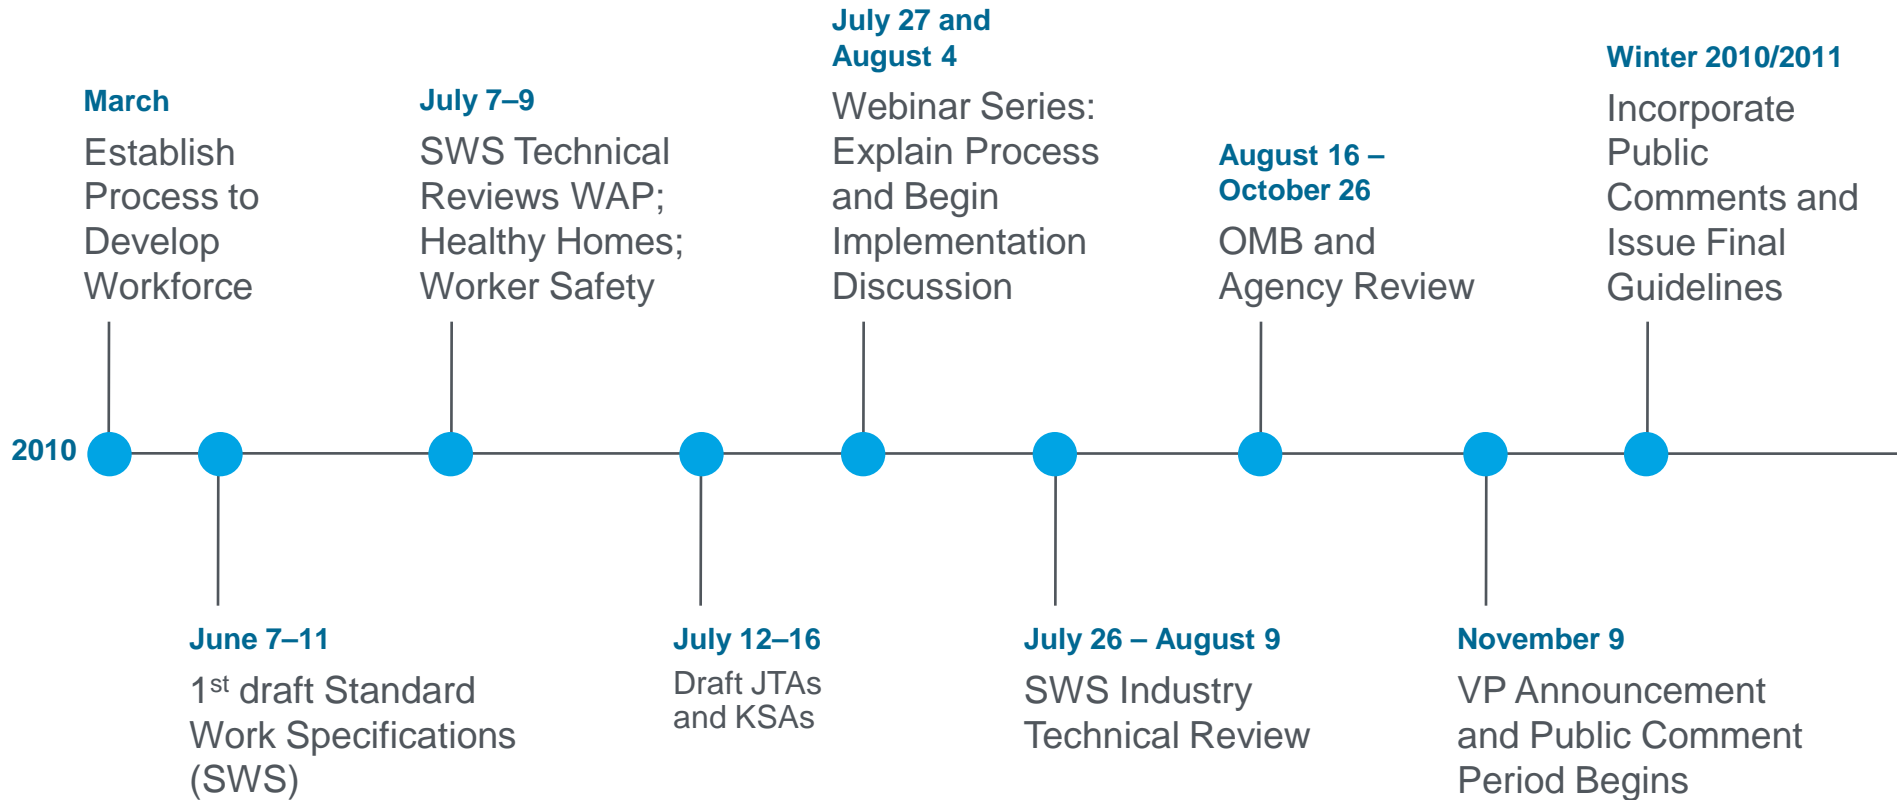 July 27 and
August 4
Webinar Series:
Explain Process
and Begin
Implementation
Discussion
Winter 2010/2011
Incorporate
Public
Comments and
Issue Final
Guidelines
March
Establish
Process to
Develop
Workforce
July 7–9
SWS Technical
Reviews WAP;
Healthy Homes;
Worker Safety
August 16 –
October 26
OMB and
Agency Review
2010
June 7–11
1st draft Standard
Work Specifications
(SWS)
July 12–16
Draft JTAs
and KSAs
July 26 – August 9
SWS Industry
Technical Review
November 9
VP Announcement
and Public Comment
Period Begins